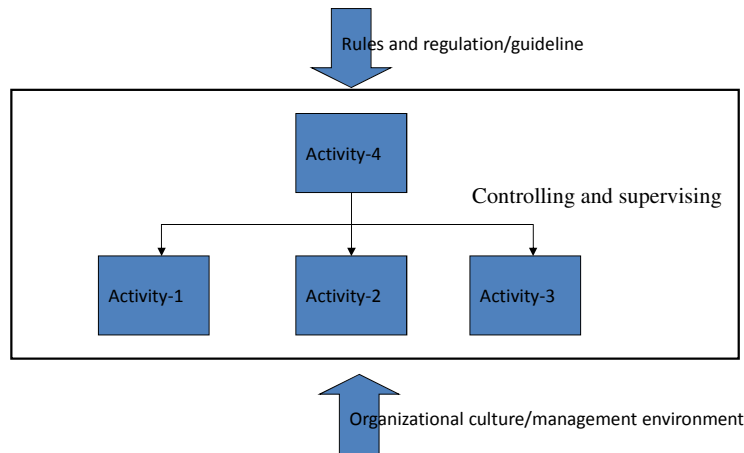 Rules and regulation/guideline
Activity-4
Controlling and supervising
Activity-1
Activity-2
Activity-3
Organizational culture/management environment